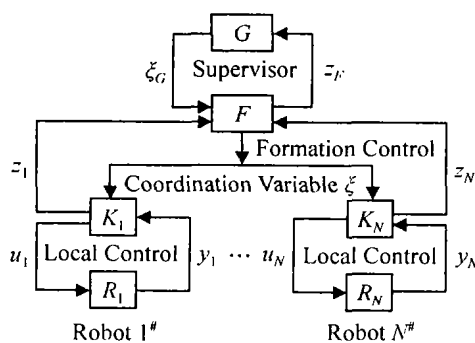 G
ξ_G Supervisor z_F
F
z_1 Formation Control z_N
Coordination Variable ξ
K_1 K_N
u_1 Local Control y_1 ⋯ u_N Local Control y_N
R_1 R_N
Robot 1^# Robot N^#